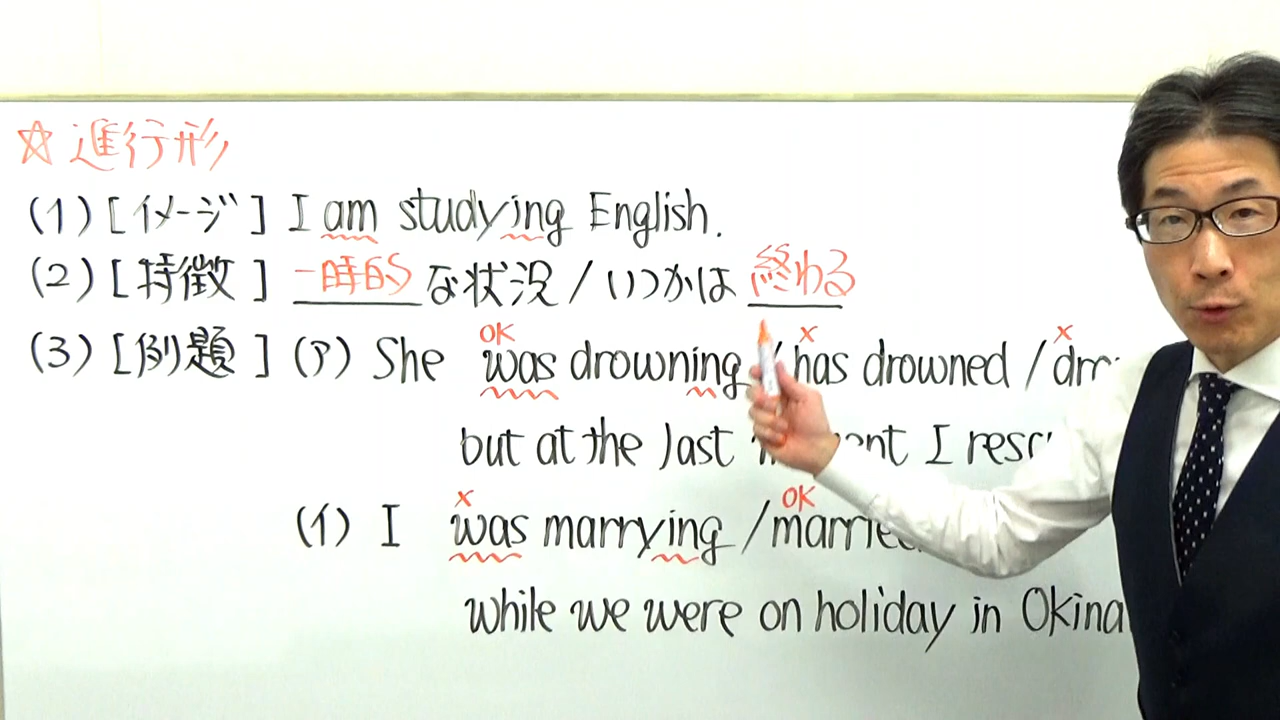 ☆進行形
(1) [イメージ] I am studying English.
(2) [特徴] 一時的な状況 / いつかは終わる
OK × ×
(3) [例題] (ア) She was drowning / has drowned /
but at the last I
× OK
(イ) I was marrying / married
while we were on holiday in